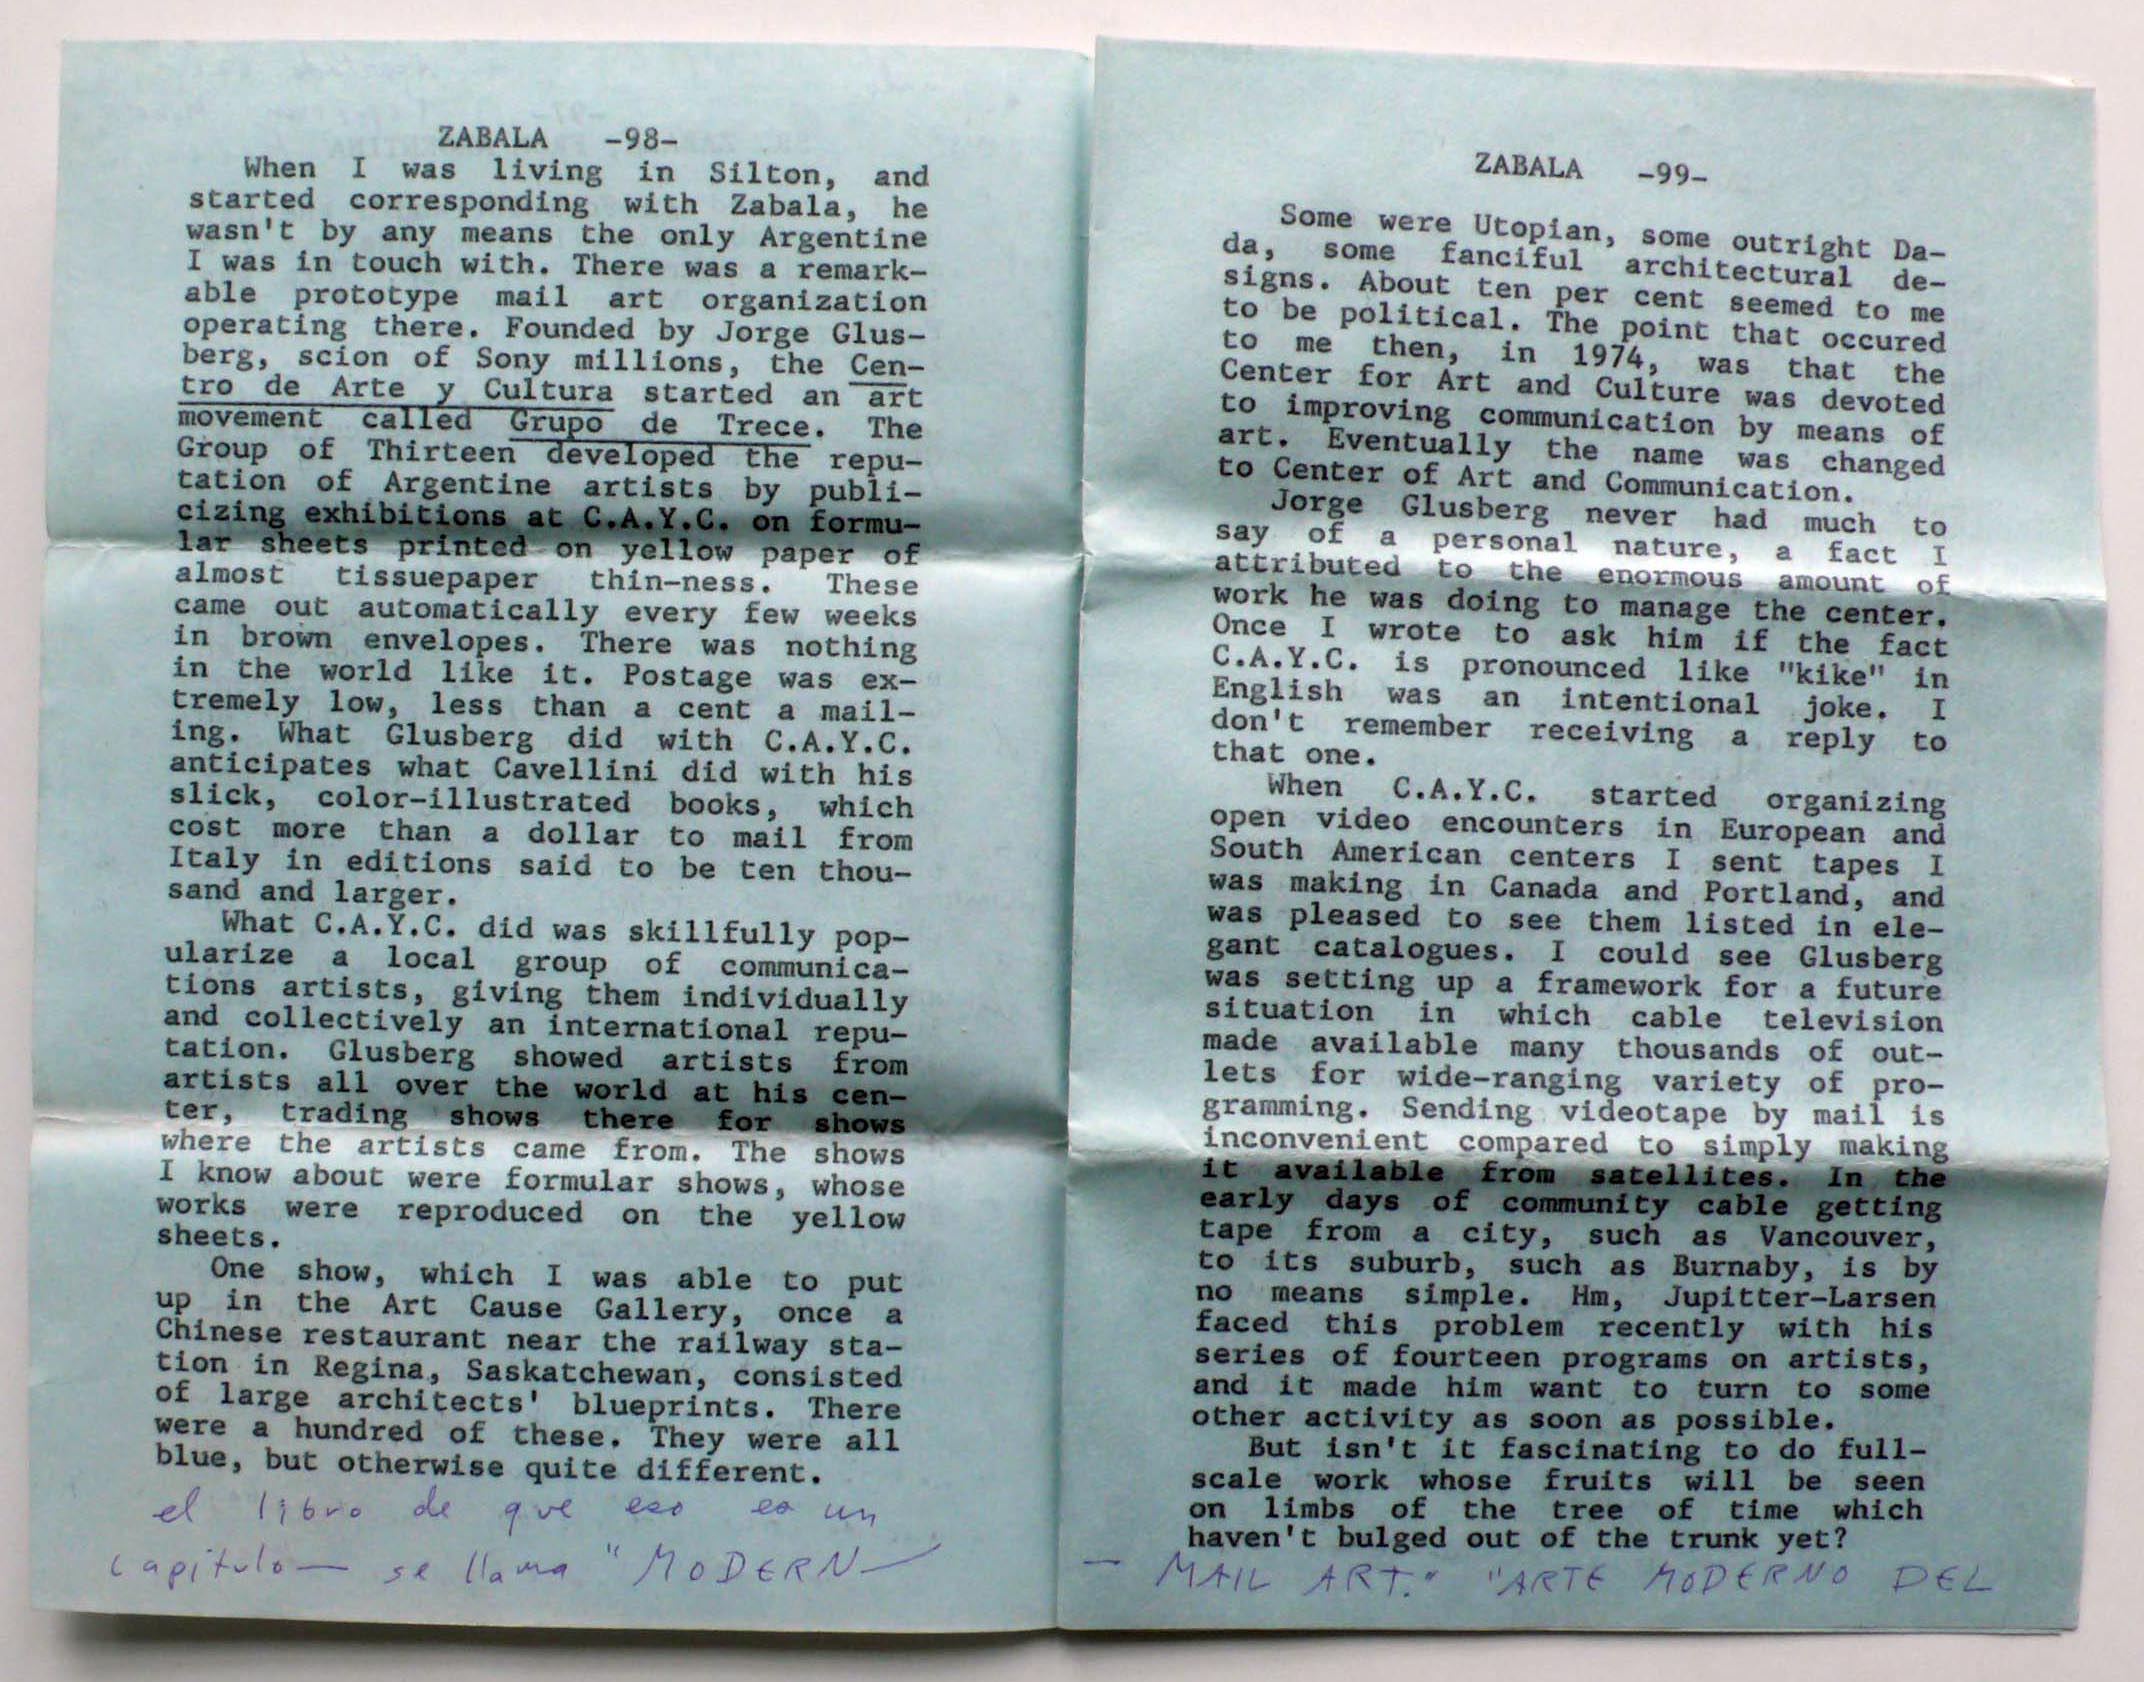 ZABALA -98-
When I was living in Silton, and
started corresponding with Zabala, he
wasn't by any means the only Argentine
I was in touch with. There was a remark-
able prototype mail art organization
operating there. Founded by Jorge Glus-
berg, scion of Sony millions, the Cen-
tro de Arte y Cultura started an art
movement called Grupo de Trece. The
Group of Thirteen developed the repu-
tation of Argentine artists by publi-
cizing exhibitions at C.A.Y.C. on formu-
lar sheets printed on yellow paper of
almost tissuepaper thin-ness. These
came out automatically every few weeks
in brown envelopes. There was nothing
in the world like it. Postage was ex-
tremely low, less than a cent a mail-
ing. What Glusberg did with C.A.Y.C.
anticipates what Cavellini did with his
slick, color-illustrated books, which
cost more than a dollar to mail from
Italy in editions said to be ten thou-
sand and larger.
What C.A.Y.C. did was skillfully pop-
ularize a local group of communica-
tions artists, giving them individually
and collectively an international repu-
tation. Glusberg showed artists from
artists all over the world at his cen-
ter, trading shows there for shows
where the artists came from. The shows
I know about were formular shows, whose
works were reproduced on the yellow
sheets.
One show, which I was able to put
up in the Art Cause Gallery, once a
Chinese restaurant near the railway sta-
tion in Regina, Saskatchewan, consisted
of large architects' blueprints. There
were a hundred of these. They were all
blue, but otherwise quite different.
el libro de que eso es un
capitulo— se llama "MODERN—
ZABALA -99-
Some were Utopian, some outright Da-
da, some fanciful architectural de-
signs. About ten per cent seemed to me
to be political. The point that occured
to me then, in 1974, was that the
Center for Art and Culture was devoted
to improving communication by means of
art. Eventually the name was changed
to Center of Art and Communication.
Jorge Glusberg never had much to
say of a personal nature, a fact I
attributed to the enormous amount of
work he was doing to manage the center.
Once I wrote to ask him if the fact
C.A.Y.C. is pronounced like "kike" in
English was an intentional joke. I
don't remember receiving a reply to
that one.
When C.A.Y.C. started organizing
open video encounters in European and
South American centers I sent tapes I
was making in Canada and Portland, and
was pleased to see them listed in ele-
gant catalogues. I could see Glusberg
was setting up a framework for a future
situation in which cable television
made available many thousands of out-
lets for wide-ranging variety of pro-
gramming. Sending videotape by mail is
inconvenient compared to simply making
it available from satellites. In the
early days of community cable getting
tape from a city, such as Vancouver,
to its suburb, such as Burnaby, is by
no means simple. Hm, Jupitter-Larsen
faced this problem recently with his
series of fourteen programs on artists,
and it made him want to turn to some
other activity as soon as possible.
But isn't it fascinating to do full-
scale work whose fruits will be seen
on limbs of the tree of time which
haven't bulged out of the trunk yet?
— MAIL ART." "ARTE MODERNO DEL